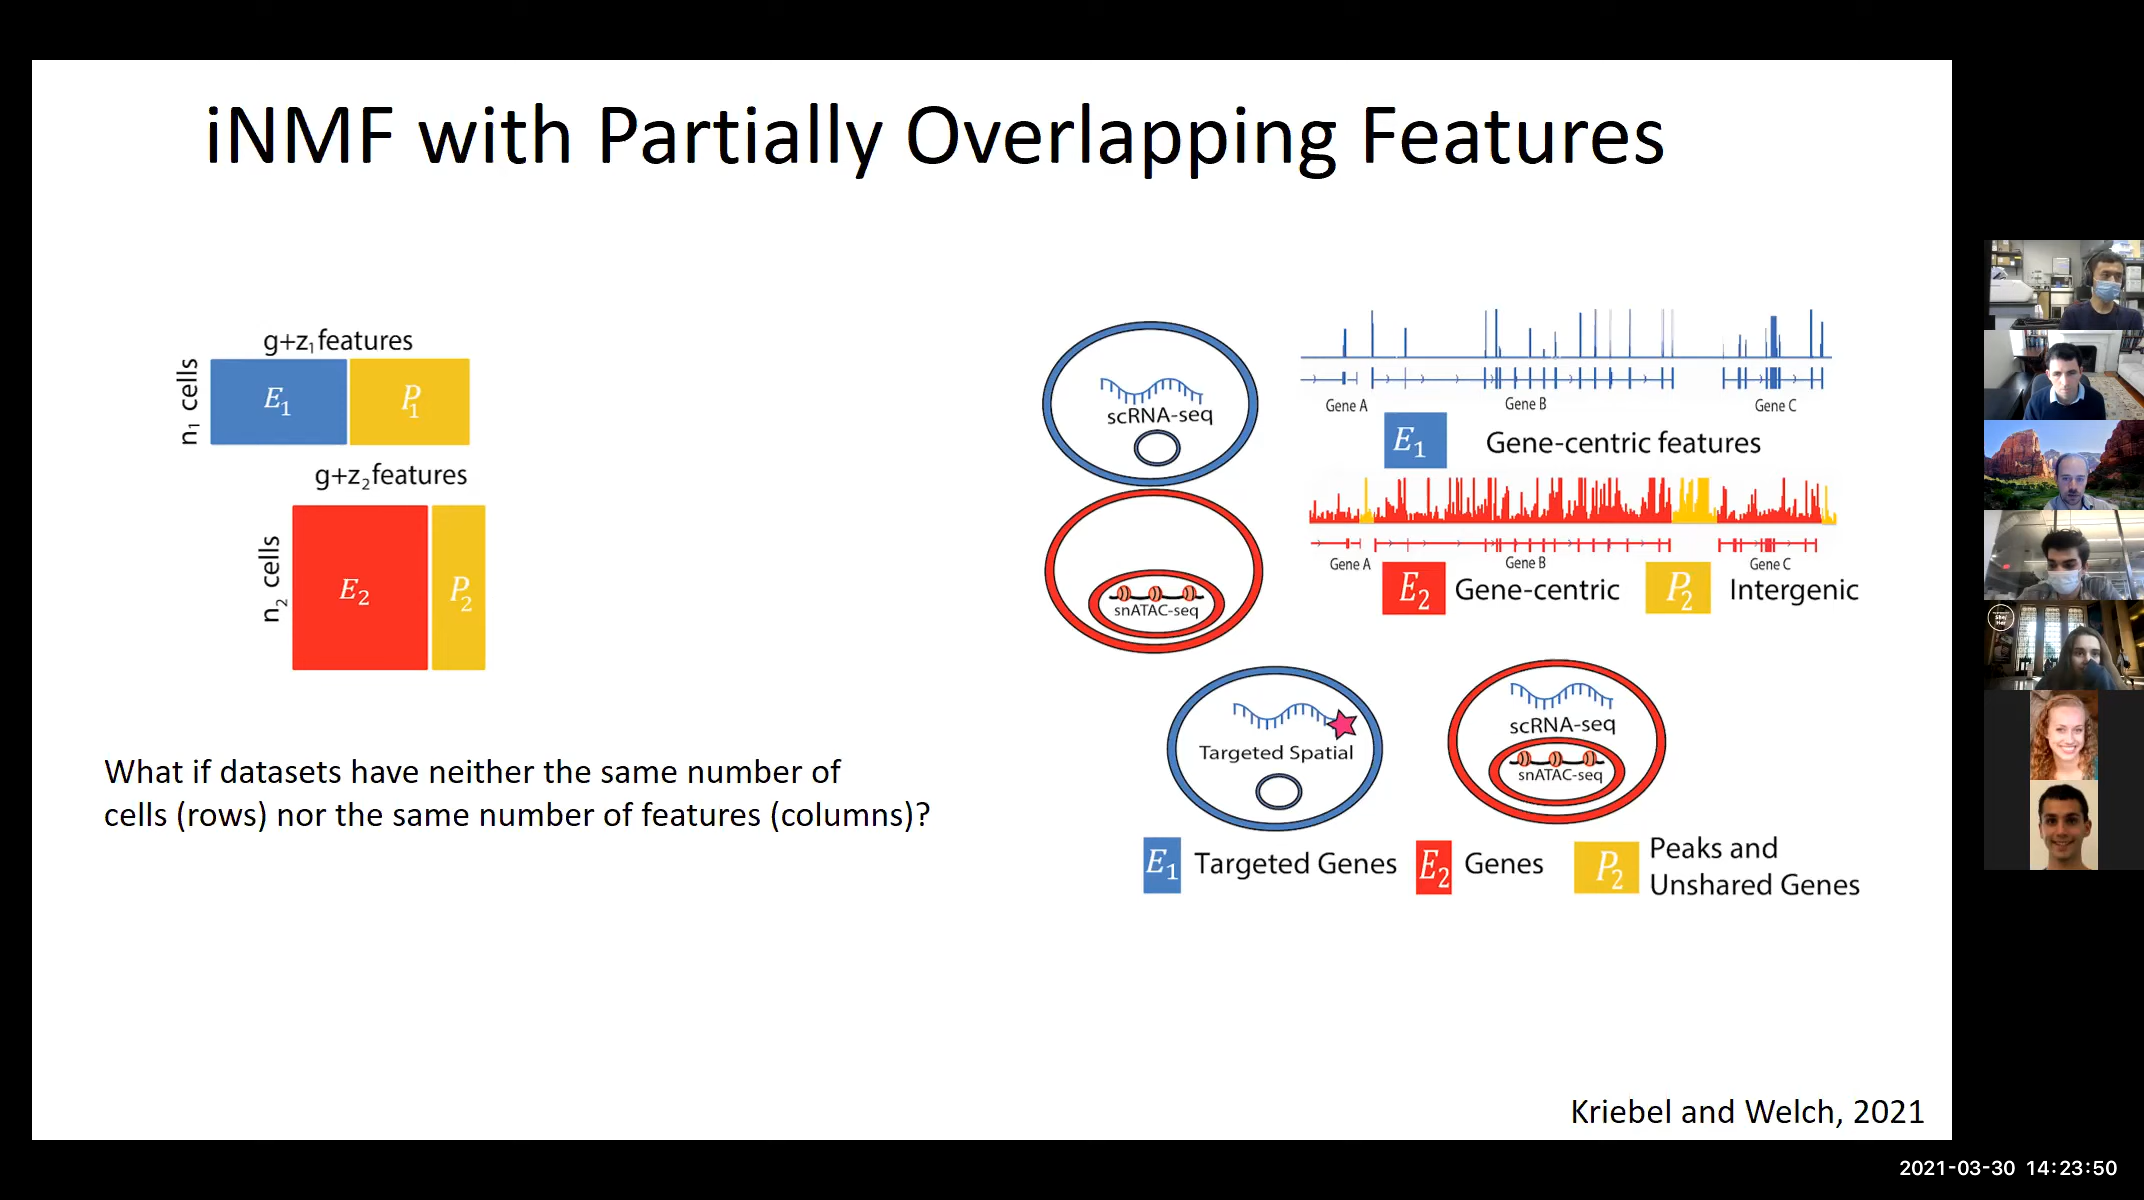 iNMF with Partially Overlapping Features
g+z₁ features
n₁ cells
E₁
P₁
g+z₂ features
n₂ cells
E₂
P₂
What if datasets have neither the same number of
cells (rows) nor the same number of features (columns)?
scRNA-seq
Gene A
Gene B
Gene C
E₁ Gene-centric features
snATAC-seq
Gene A
Gene B
Gene C
E₂ Gene-centric
P₂ Intergenic
Targeted Spatial
scRNA-seq
snATAC-seq
E₁ Targeted Genes
E₂ Genes
P₂ Peaks and
Unshared Genes
Kriebel and Welch, 2021
2021-03-30 14:23:50